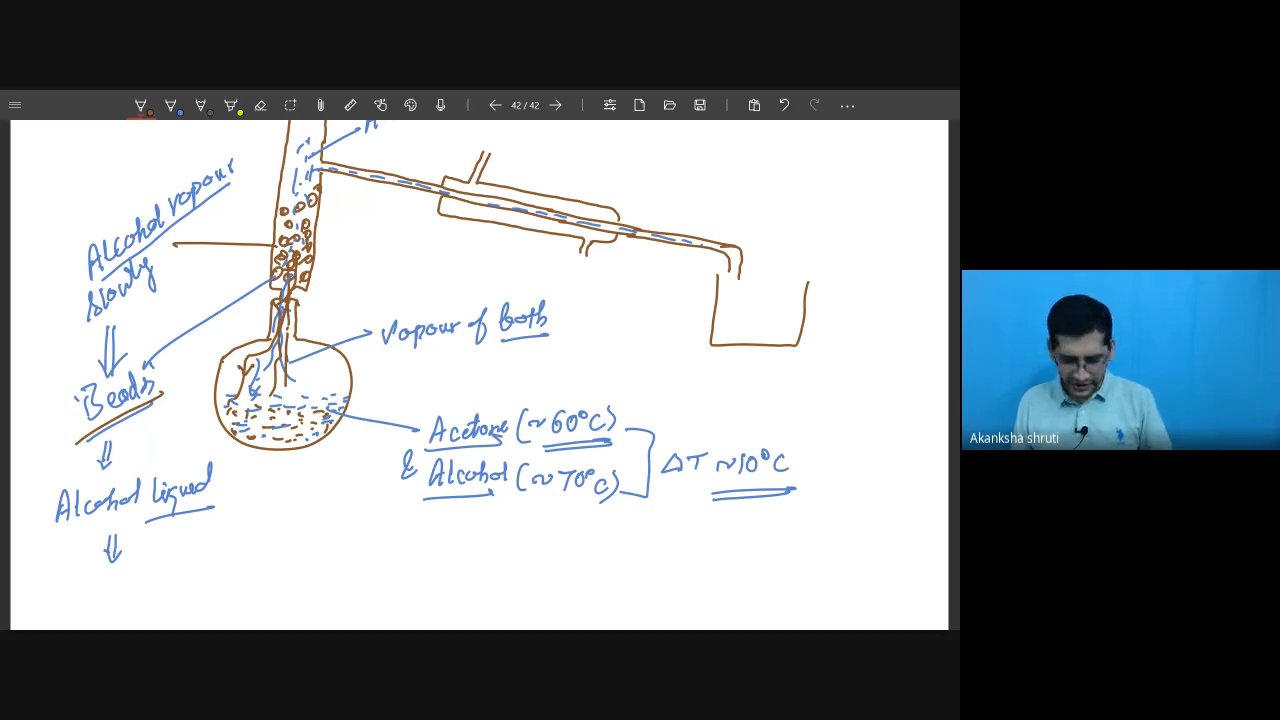 42 / 42
Alcohol vapour
slowly
Beads
Alcohol liquid
Vapour of both
Acetone (~60°C)
& Alcohol (~70°C)
ΔT ~10°C
Akanksha shruti